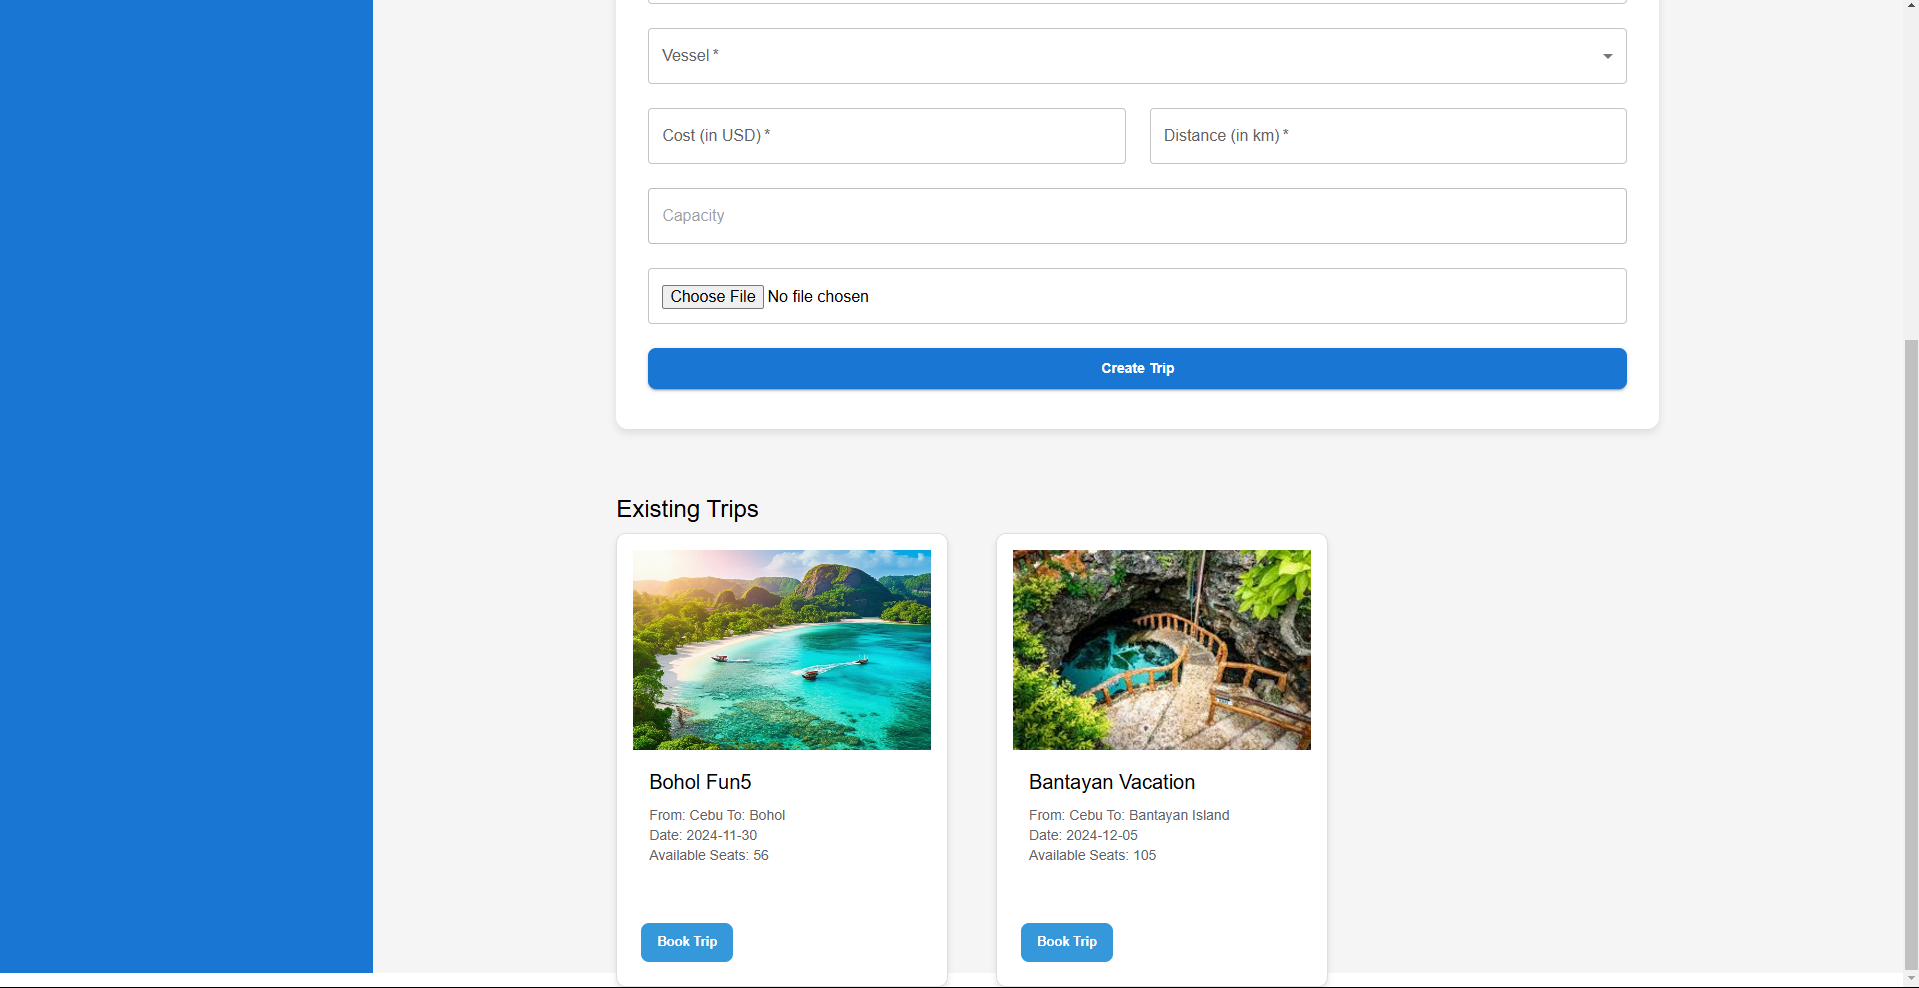 Vessel *
Cost (in USD) *
Distance (in km) *
Capacity
Choose File No file chosen
Create Trip
Existing Trips
Bohol Fun5
From: Cebu To: Bohol
Date: 2024-11-30
Available Seats: 56
Book Trip
Bantayan Vacation
From: Cebu To: Bantayan Island
Date: 2024-12-05
Available Seats: 105
Book Trip